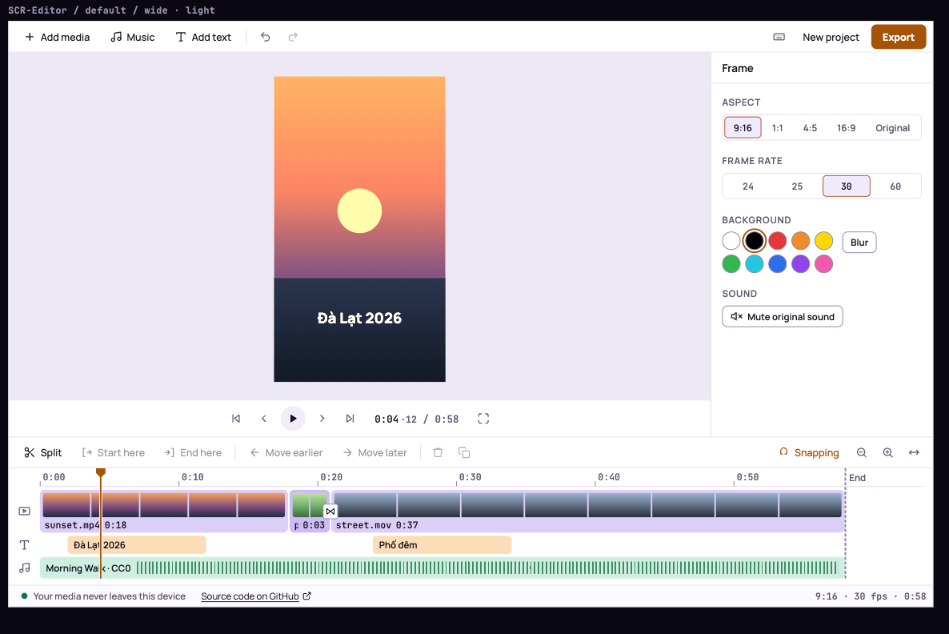 SCR-Editor / default / wide · light
Add media Music Add text New project Export
Frame
ASPECT
9:16 1:1 4:5 16:9 Original
FRAME RATE
24 25 30 60
BACKGROUND
Blur
SOUND
Mute original sound
Đà Lạt 2026
0:04·12 / 0:58
Split Start here End here Move earlier Move later Snapping
0:00 0:10 0:20 0:30 0:40 0:50 End
sunset.mp4 0:18 0:03 street.mov 0:37
Đà Lạt 2026 Phố đêm
Morning Walk · CC0
Your media never leaves this device Source code on GitHub 9:16 · 30 fps · 0:58